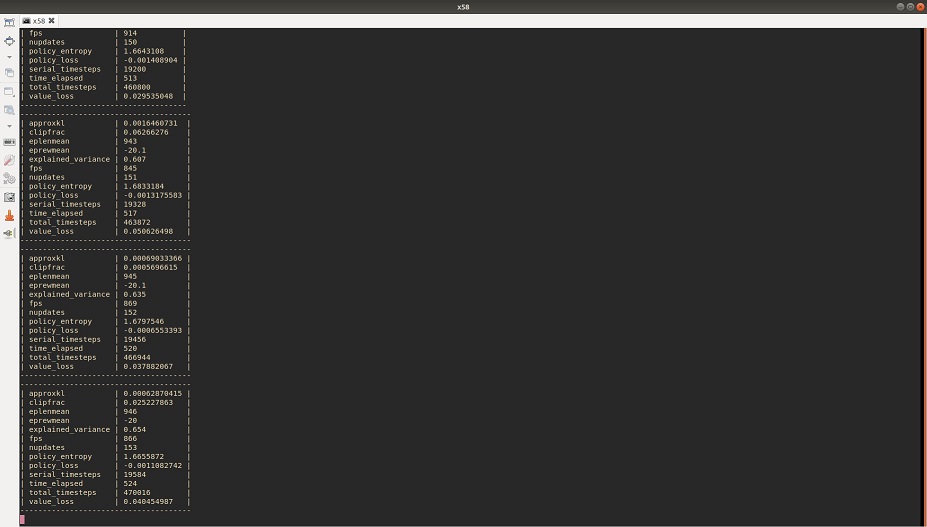 x58
x58
| fps                | 914          |
| nupdates           | 150          |
| policy_entropy     | 1.6643108    |
| policy_loss        | -0.001408904 |
| serial_timesteps   | 19200        |
| time_elapsed       | 513          |
| total_timesteps    | 460800       |
| value_loss         | 0.029535048  |
-------------------------------------
--------------------------------------
| approxkl           | 0.0016460731  |
| clipfrac           | 0.06266276    |
| eplenmean          | 943           |
| eprewmean          | -20.1         |
| explained_variance | 0.607         |
| fps                | 845           |
| nupdates           | 151           |
| policy_entropy     | 1.6833184     |
| policy_loss        | -0.0013175583 |
| serial_timesteps   | 19328         |
| time_elapsed       | 517           |
| total_timesteps    | 463872        |
| value_loss         | 0.050626498   |
--------------------------------------
--------------------------------------
| approxkl           | 0.00069033366 |
| clipfrac           | 0.0005696615  |
| eplenmean          | 945           |
| eprewmean          | -20.1         |
| explained_variance | 0.635         |
| fps                | 869           |
| nupdates           | 152           |
| policy_entropy     | 1.6797546     |
| policy_loss        | -0.0006553393 |
| serial_timesteps   | 19456         |
| time_elapsed       | 520           |
| total_timesteps    | 466944        |
| value_loss         | 0.037882067   |
--------------------------------------
--------------------------------------
| approxkl           | 0.00062870415 |
| clipfrac           | 0.025227863   |
| eplenmean          | 946           |
| eprewmean          | -20           |
| explained_variance | 0.654         |
| fps                | 866           |
| nupdates           | 153           |
| policy_entropy     | 1.6655872     |
| policy_loss        | -0.0011082742 |
| serial_timesteps   | 19584         |
| time_elapsed       | 524           |
| total_timesteps    | 470016        |
| value_loss         | 0.040454987   |
--------------------------------------